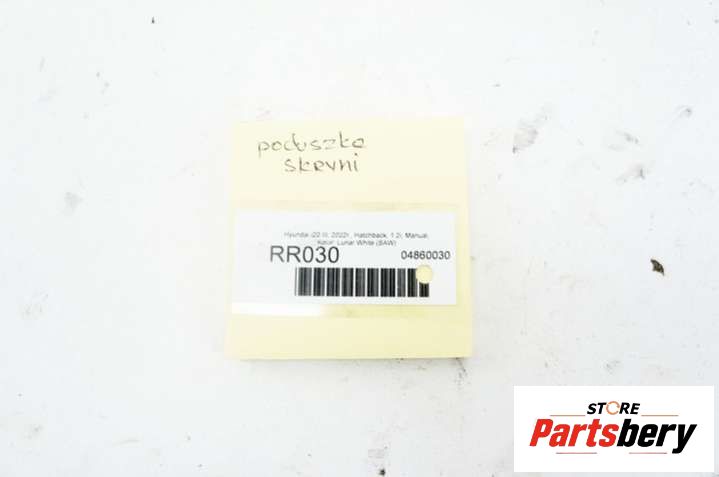 poduszka
skrzyni
Hyundai i20 III, 2022r., Hatchback, 1.2i, Manual,
Kolor: Lunar White (SAW)
RR030 04860030
STORE
Partsbery